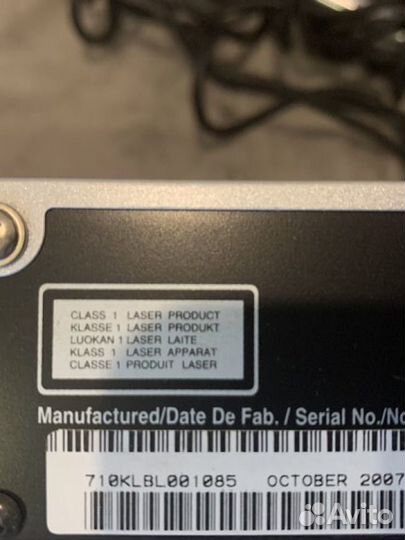 CLASS 1 LASER PRODUCT
KLASSE 1 LASER PRODUKT
LUOKAN 1 LASER LAITE
KLASS 1 LASER APPARAT
CLASSE 1 PRODUIT LASER
Manufactured/Date De Fab. / Serial No./No
710KLBL001085 OCTOBER 2007
Avito